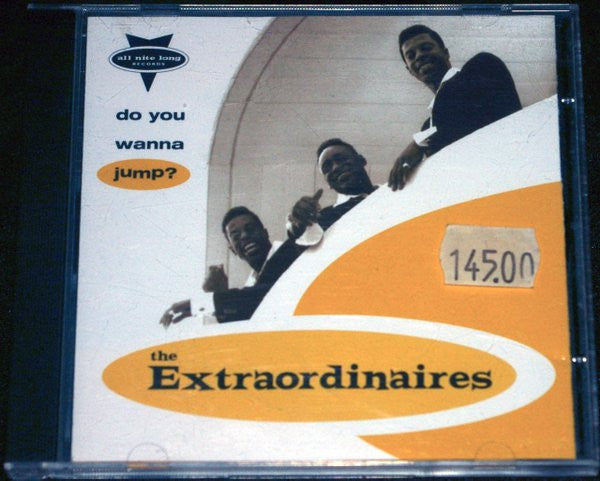 all nite long
RECORDS
do you
wanna
jump?
145.00
the
Extraordinaires